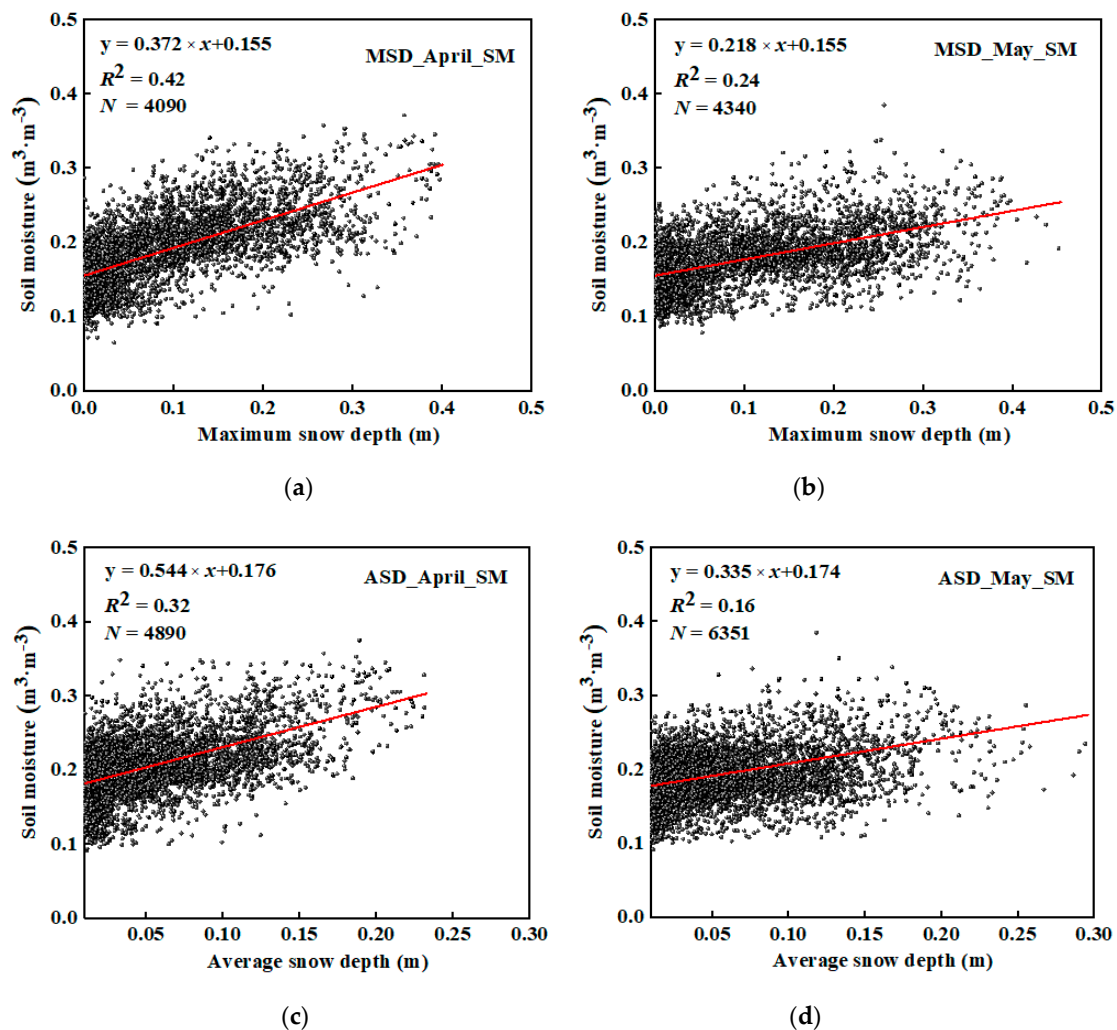 0.5
y = 0.372 × x+0.155
MSD_April_SM
R² = 0.42
N = 4090
0.4
0.3
0.2
0.1
0.0
Soil moisture (m³·m⁻³)
0.0 0.1 0.2 0.3 0.4 0.5
Maximum snow depth (m)
(a)
0.5
y = 0.218 × x+0.155
MSD_May_SM
R² = 0.24
N = 4340
0.4
0.3
0.2
0.1
0.0
Soil moisture (m³·m⁻³)
0.0 0.1 0.2 0.3 0.4 0.5
Maximum snow depth (m)
(b)
0.5
y = 0.544 × x+0.176
ASD_April_SM
R² = 0.32
N = 4890
0.4
0.3
0.2
0.1
0.0
Soil moisture (m³·m⁻³)
0.05 0.10 0.15 0.20 0.25 0.30
Average snow depth (m)
(c)
0.5
y = 0.335 × x+0.174
ASD_May_SM
R² = 0.16
N = 6351
0.4
0.3
0.2
0.1
0.0
Soil moisture (m³·m⁻³)
0.05 0.10 0.15 0.20 0.25 0.30
Average snow depth (m)
(d)